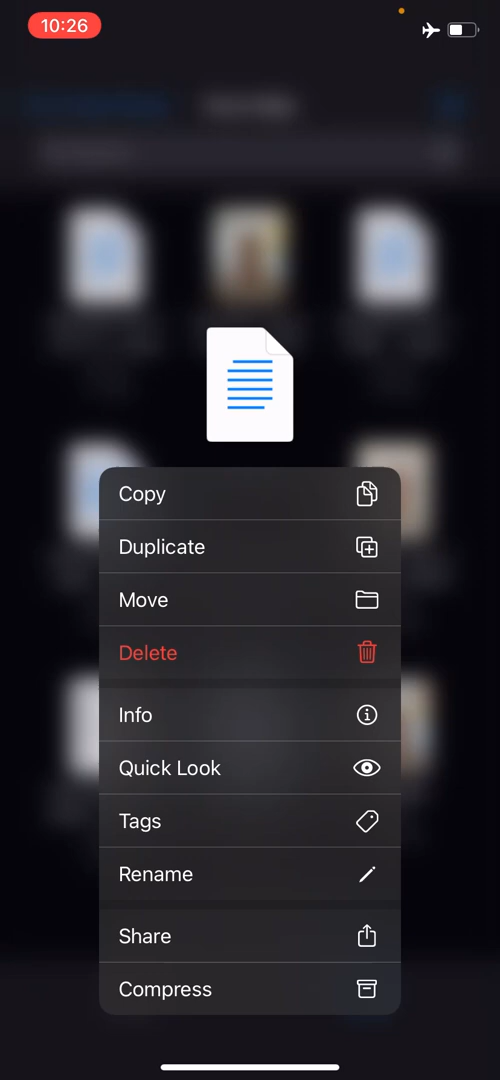 10:26
Copy
Duplicate
Move
Delete
Info
Quick Look
Tags
Rename
Share
Compress